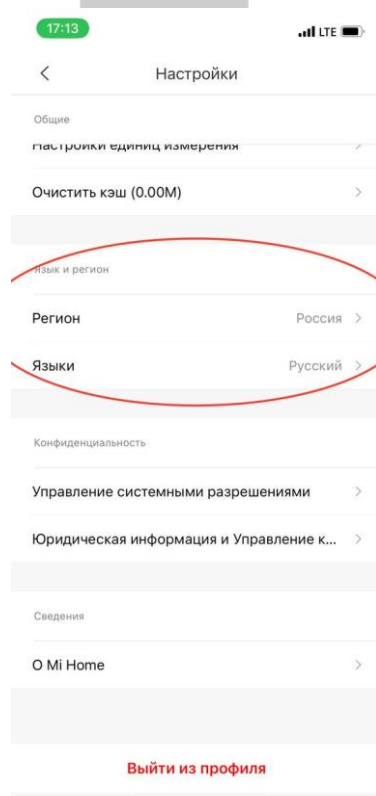 17:13 LTE
Настройки
Общие
Настройки единиц измерения
Очистить кэш (0.00M)
Язык и регион
Регион Россия
Языки Русский
Конфиденциальность
Управление системными разрешениями
Юридическая информация и Управление к...
Сведения
О Mi Home
Выйти из профиля